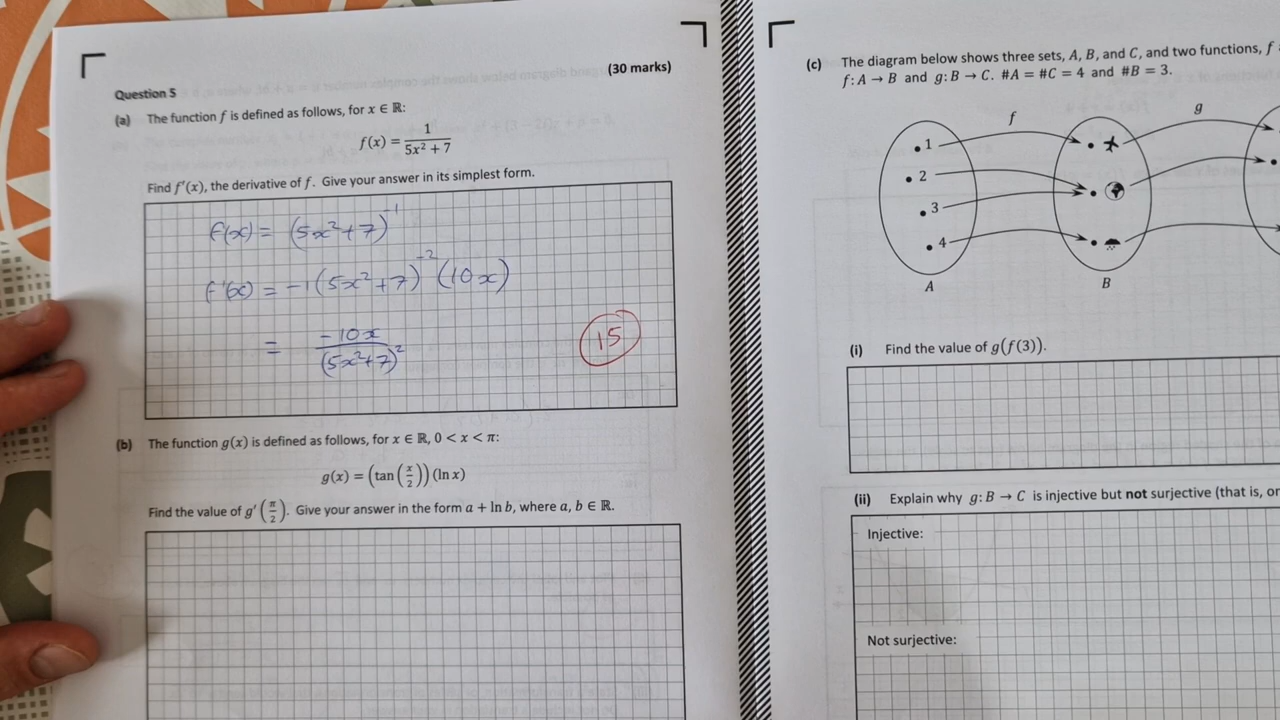 (30 marks)
Question 5
(a) The function f is defined as follows, for x ∈ ℝ:
f(x) = 1/(5x² + 7)
Find f′(x), the derivative of f. Give your answer in its simplest form.
f(x) = (5x²+7)⁻¹
f'(x) = −1(5x²+7)⁻²(10x)
= −10x/(5x²+7)²
15
(b) The function g(x) is defined as follows, for x ∈ ℝ, 0 < x < π:
g(x) = (tan(x/2))(ln x)
Find the value of g′(π/2). Give your answer in the form a + ln b, where a, b ∈ ℝ.
(c) The diagram below shows three sets, A, B, and C, and two functions, f
f: A → B and g: B → C. #A = #C = 4 and #B = 3.
f
g
1
2
3
4
A
B
(i) Find the value of g(f(3)).
(ii) Explain why g: B → C is injective but not surjective (that is, or
Injective:
Not surjective: